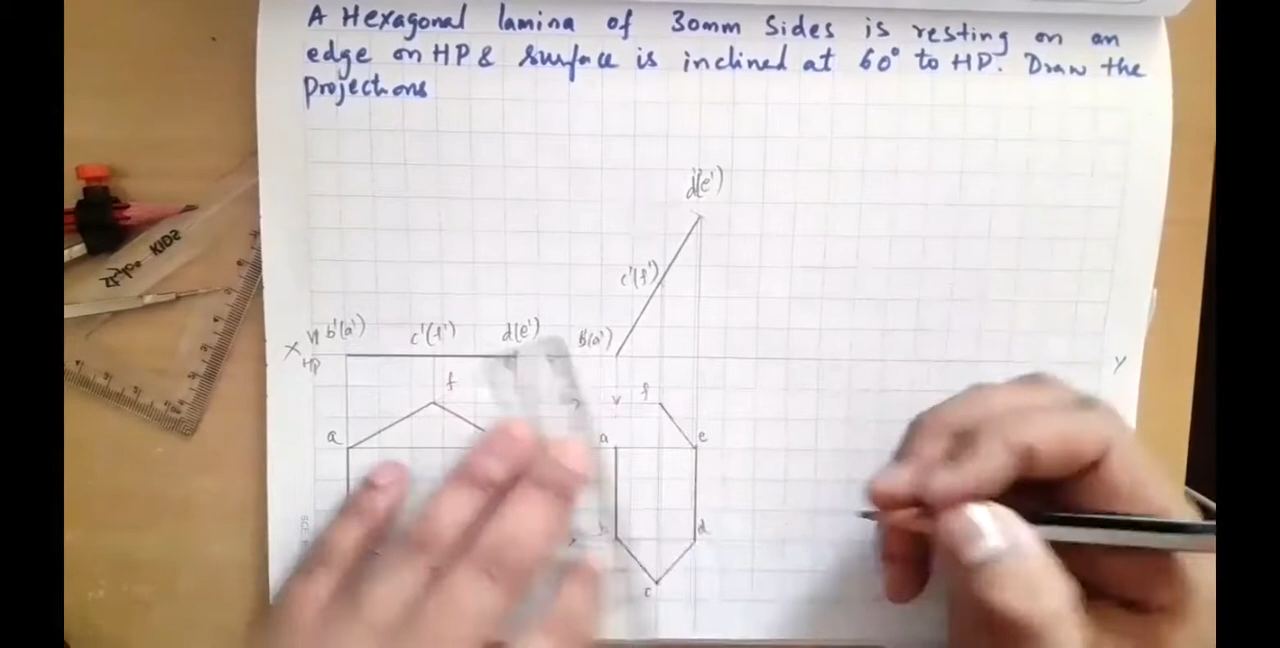 A Hexagonal lamina of 30mm Sides is resting on an
edge on HP & surface is inclined at 60° to HP. Draw the
Projections
d'(e')
c'(f')
X VP b'(a') c'(f') d(e') b'(a') Y
HP
f f
a a e
b d
c
KIDS